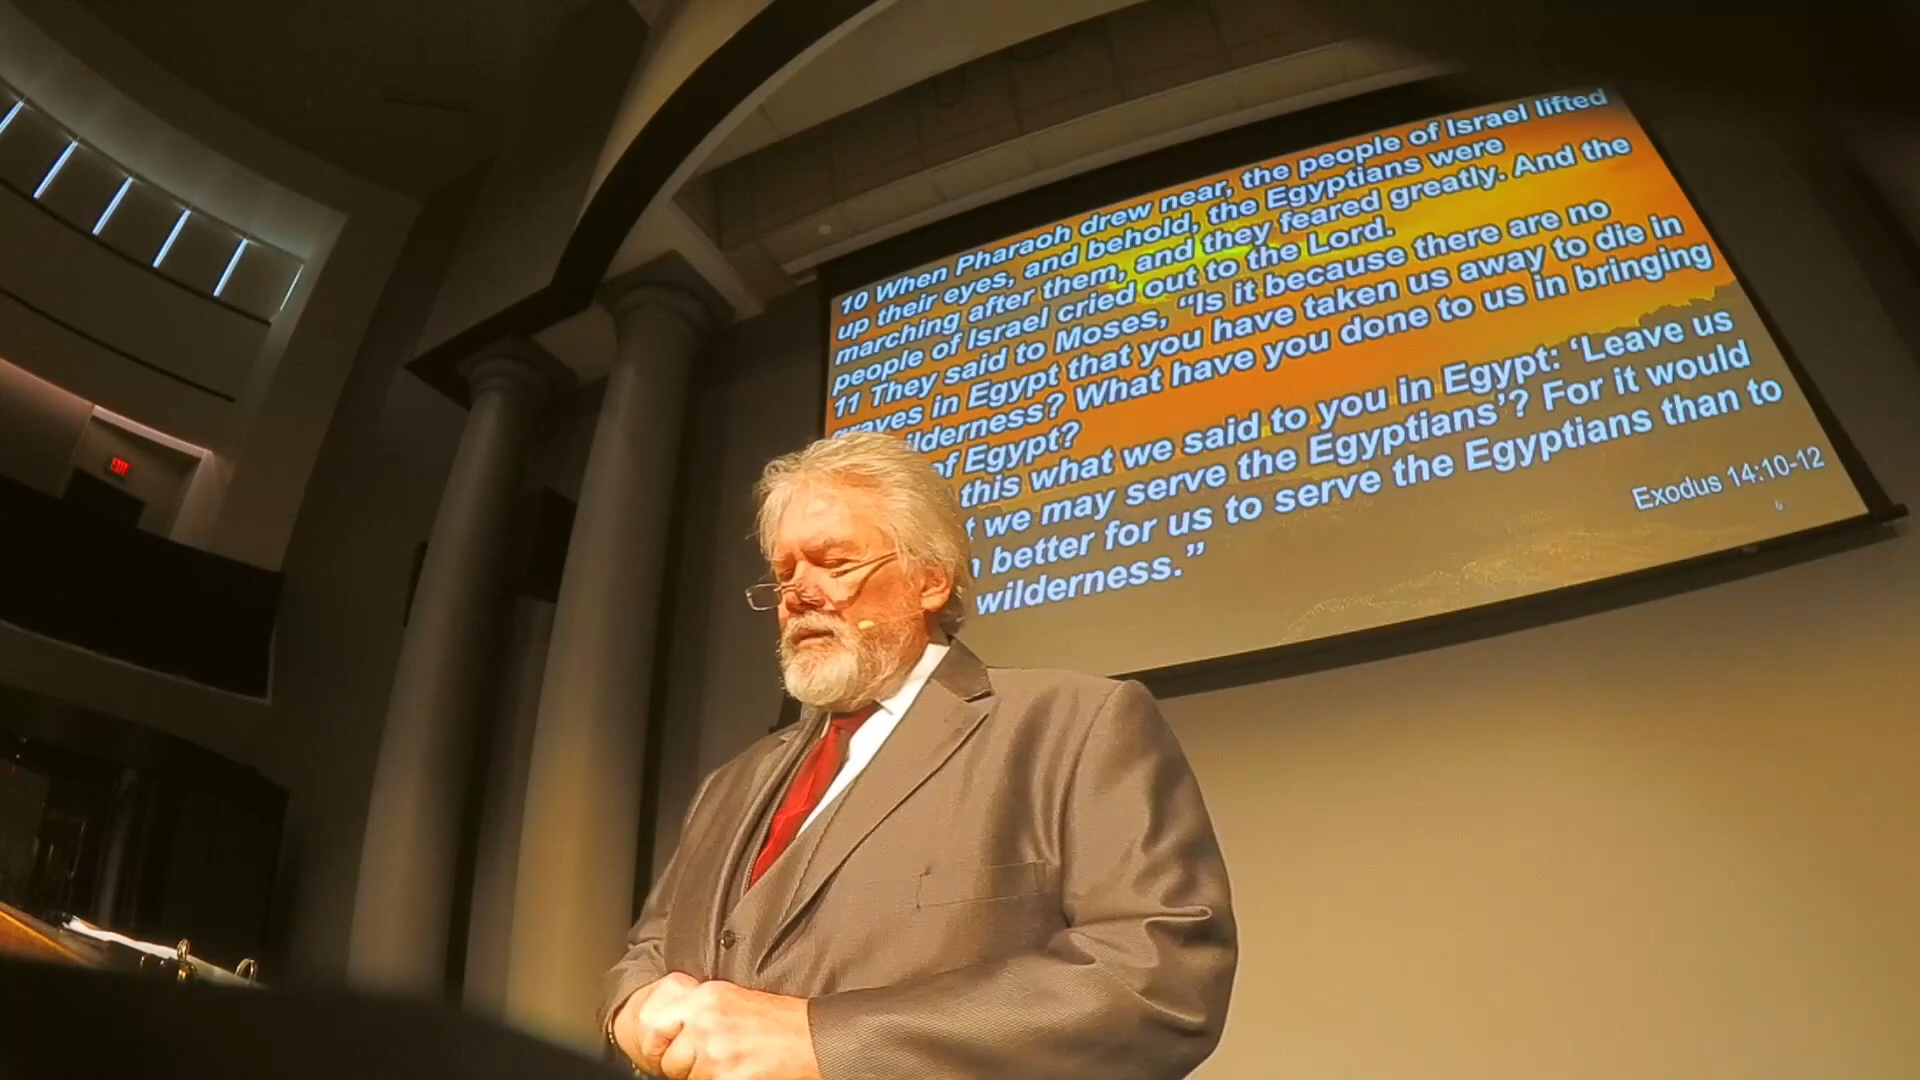 10 When Pharaoh drew near, the people of Israel lifted
up their eyes, and behold, the Egyptians were
marching after them, and they feared greatly. And the
people of Israel cried out to the Lord.
11 They said to Moses, “Is it because there are no
graves in Egypt that you have taken us away to die in
wilderness? What have you done to us in bringing
of Egypt?
this what we said to you in Egypt: ‘Leave us
we may serve the Egyptians’? For it would
better for us to serve the Egyptians than to
wilderness.”
Exodus 14:10-12
6
EXIT